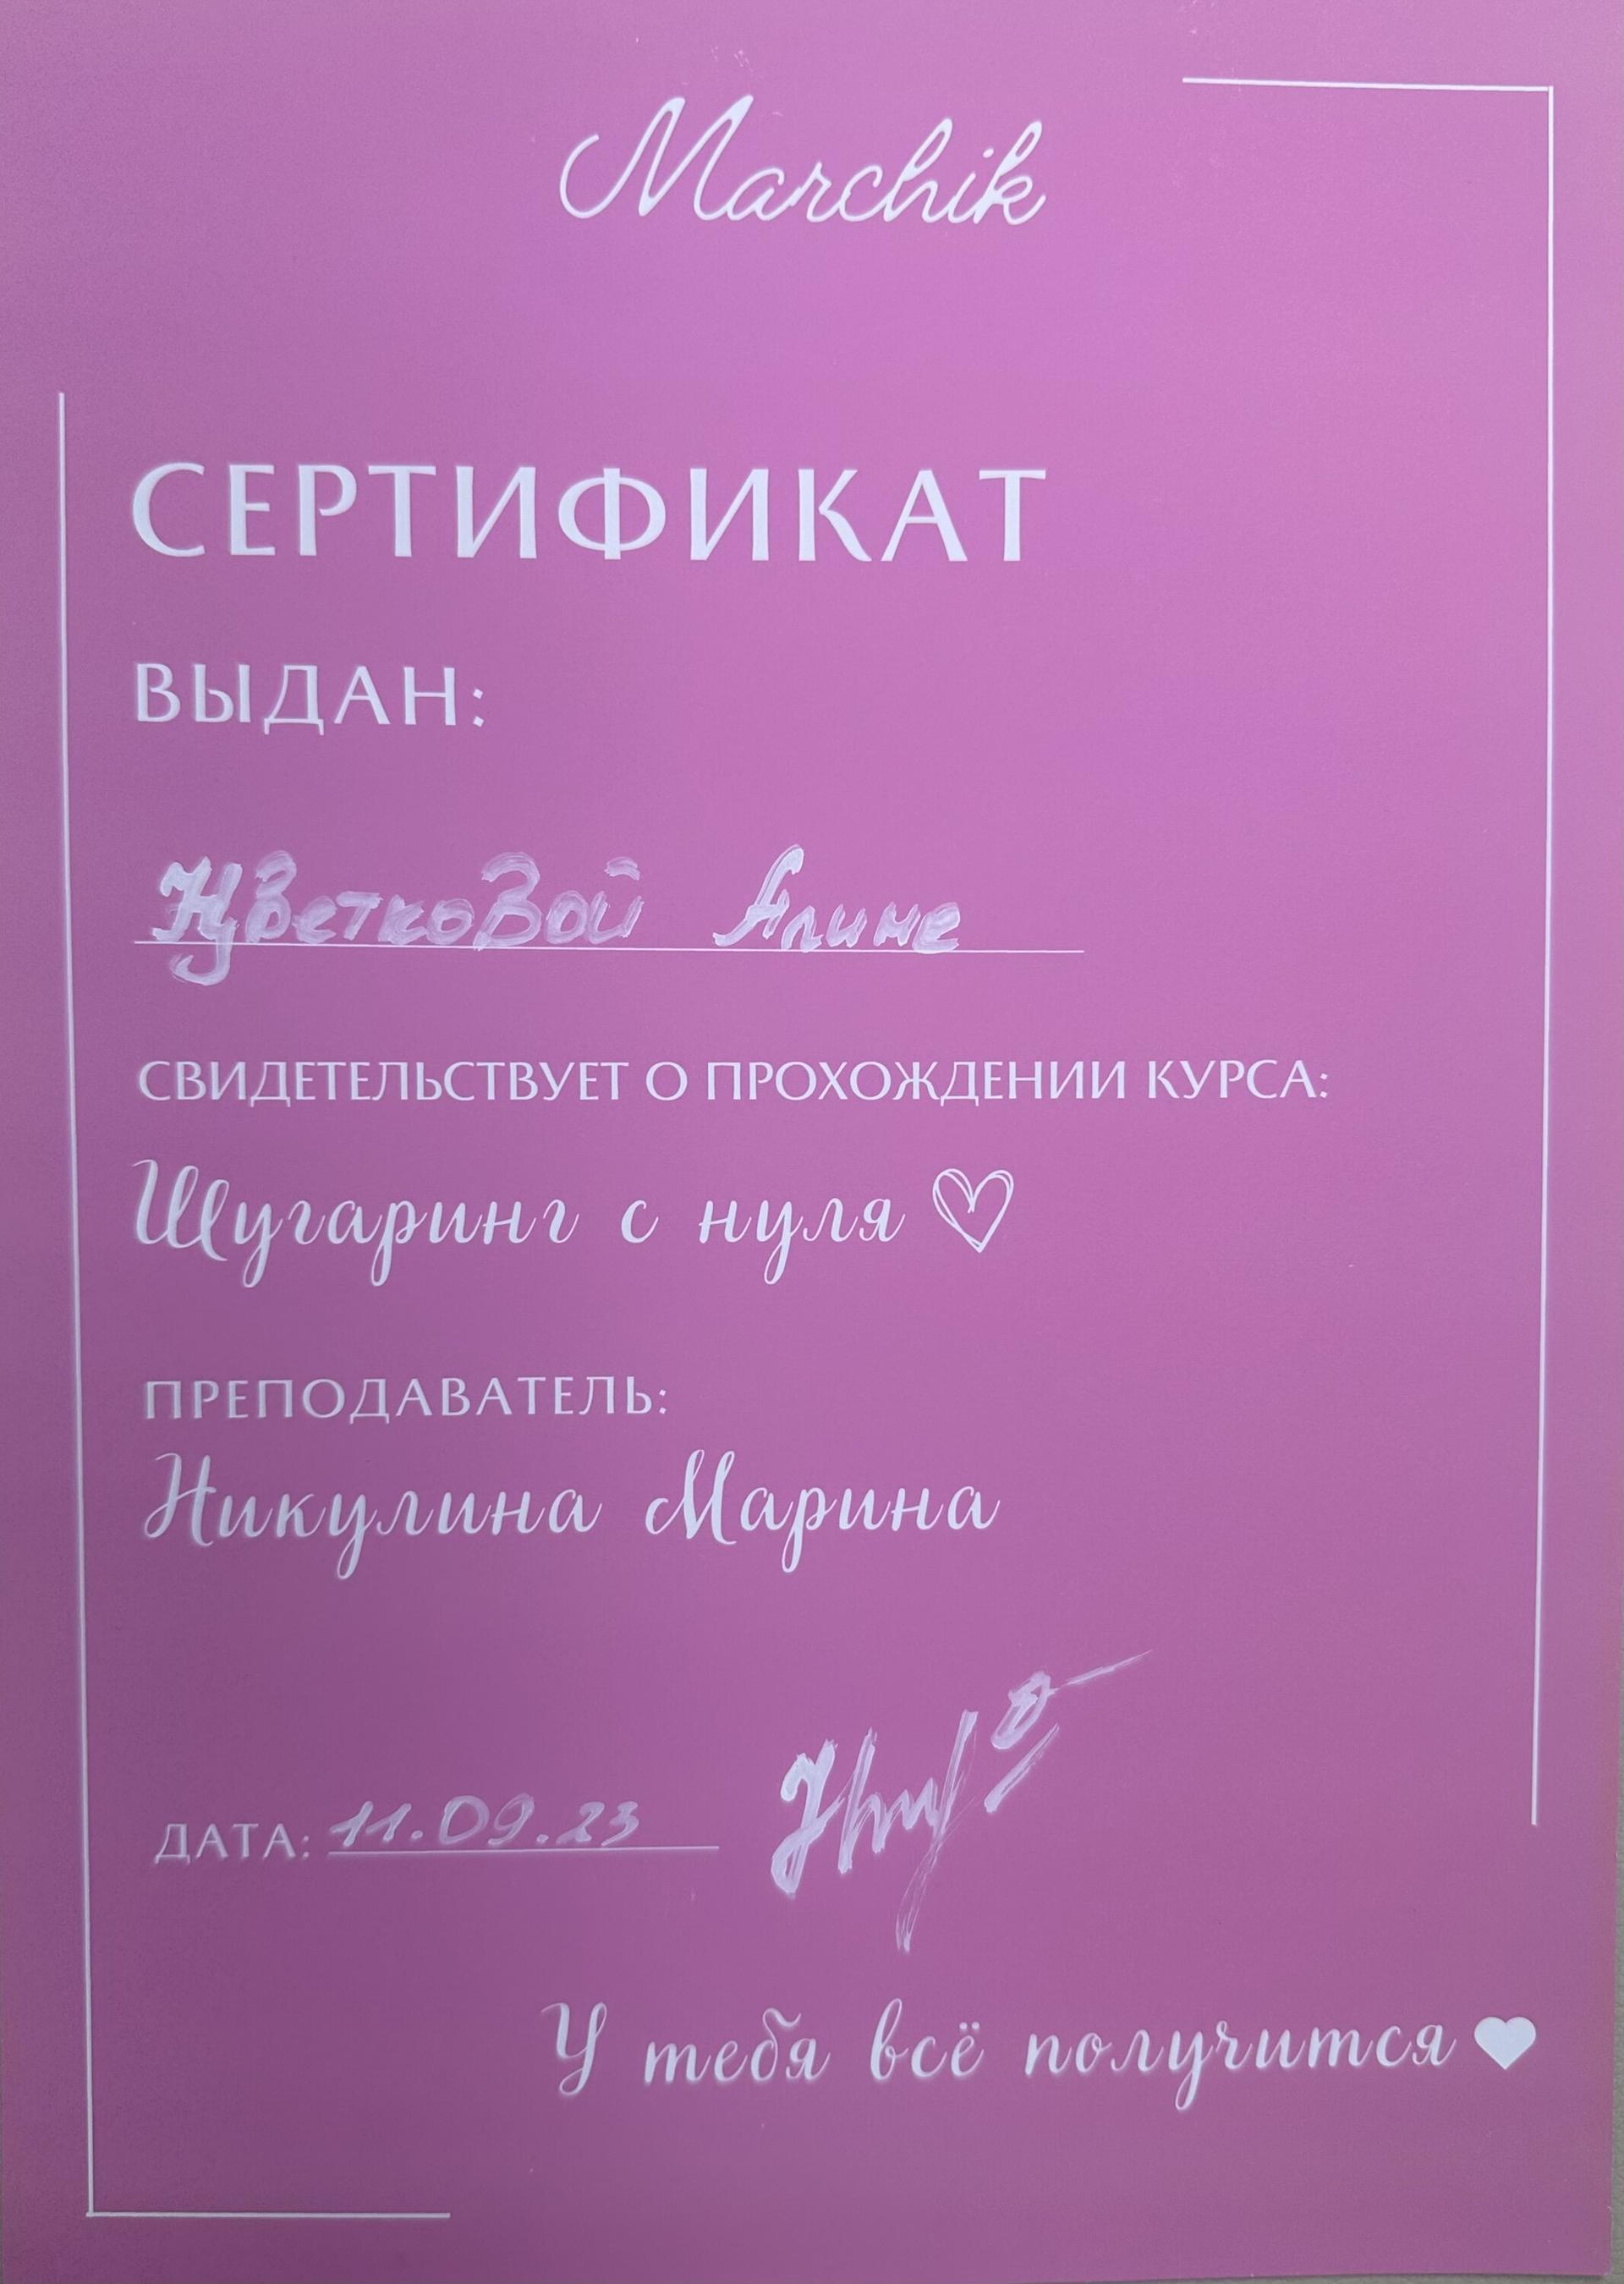 Marchik
СЕРТИФИКАТ
ВЫДАН:
Цветковой Алине
СВИДЕТЕЛЬСТВУЕТ О ПРОХОЖДЕНИИ КУРСА:
Шугаринг с нуля
ПРЕПОДАВАТЕЛЬ:
Никулина Марина
ДАТА: 11.09.23
У тебя всё получится